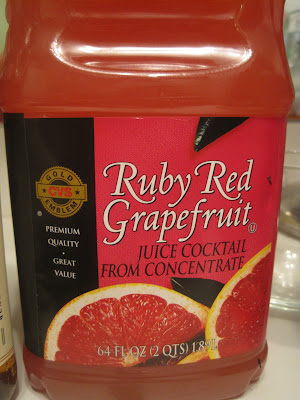 GOLD
CVS
EMBLEM
PREMIUM
QUALITY
•
GREAT
VALUE
Ruby Red
Grapefruit
U
JUICE COCKTAIL
FROM CONCENTRATE
64 FL OZ (2 QTS) 1.89L